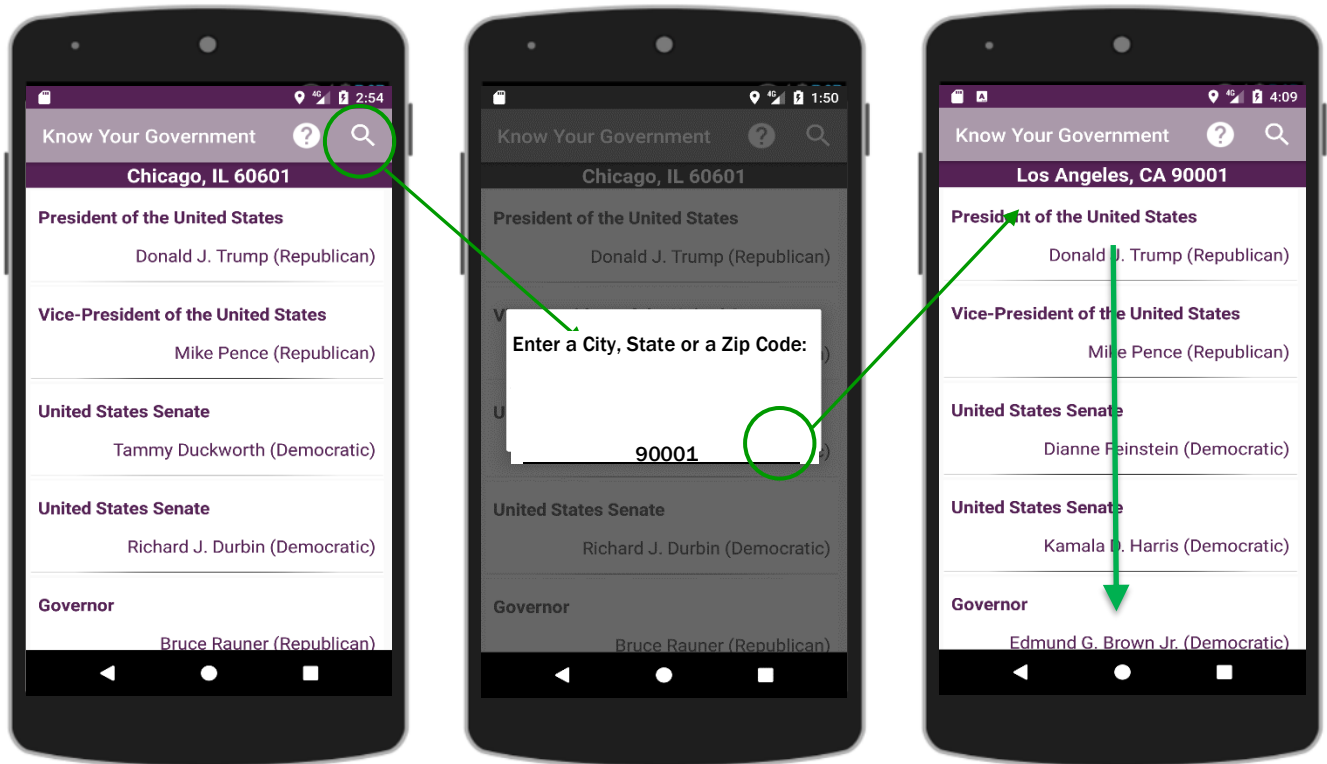 4G 2:54
Know Your Government ?
Chicago, IL 60601
President of the United States
Donald J. Trump (Republican)
Vice-President of the United States
Mike Pence (Republican)
United States Senate
Tammy Duckworth (Democratic)
United States Senate
Richard J. Durbin (Democratic)
Governor
Bruce Rauner (Republican)
4G 1:50
Know Your Government ?
Chicago, IL 60601
President of the United States
Donald J. Trump (Republican)
V
Enter a City, State or a Zip Code:
)
U
90001
)
United States Senate
Richard J. Durbin (Democratic)
Governor
Bruce Rauner (Republican)
A 4G 4:09
Know Your Government ?
Los Angeles, CA 90001
President of the United States
Donald J. Trump (Republican)
Vice-President of the United States
Mike Pence (Republican)
United States Senate
Dianne Feinstein (Democratic)
United States Senate
Kamala D. Harris (Democratic)
Governor
Edmund G. Brown Jr. (Democratic)